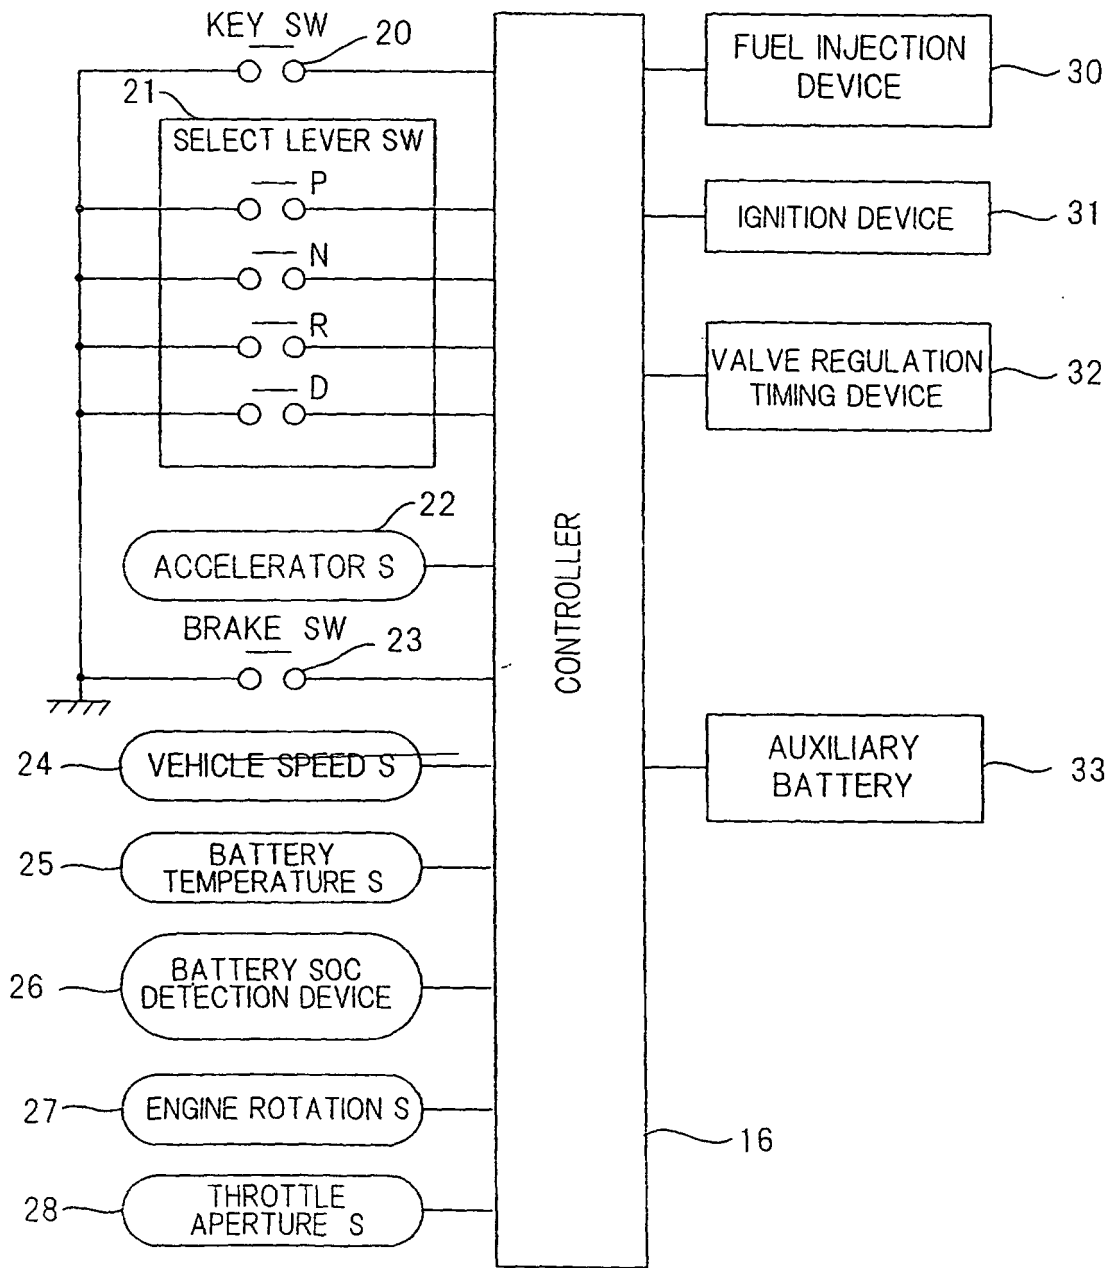 KEY SW
20
21
SELECT LEVER SW
P
N
R
D
22
ACCELERATOR S
BRAKE SW
23
24
VEHICLE SPEED S
25
BATTERY
TEMPERATURE S
26
BATTERY SOC
DETECTION DEVICE
27
ENGINE ROTATION S
28
THROTTLE
APERTURE S
CONTROLLER
16
FUEL INJECTION
DEVICE
30
IGNITION DEVICE
31
VALVE REGULATION
TIMING DEVICE
32
AUXILIARY
BATTERY
33